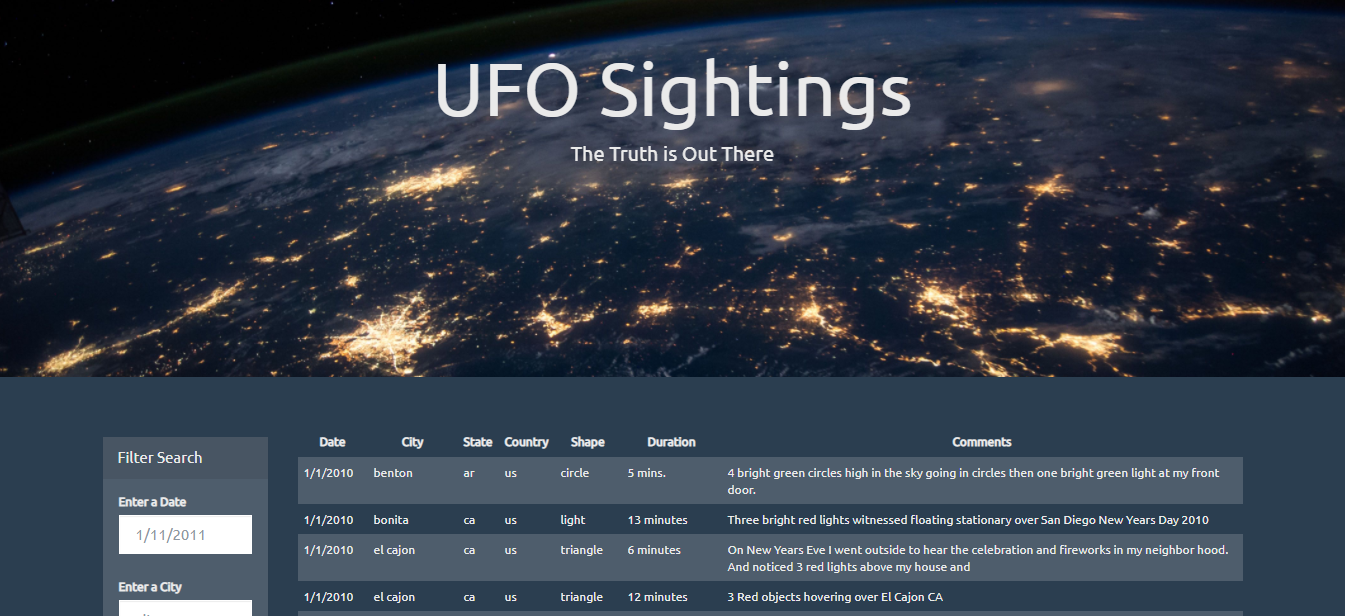 UFO Sightings
The Truth is Out There
Filter Search
Enter a Date
1/11/2011
Enter a City
Date City State Country Shape Duration Comments
1/1/2010 benton ar us circle 5 mins. 4 bright green circles high in the sky going in circles then one bright green light at my front
door.
1/1/2010 bonita ca us light 13 minutes Three bright red lights witnessed floating stationary over San Diego New Years Day 2010
1/1/2010 el cajon ca us triangle 6 minutes On New Years Eve I went outside to hear the celebration and fireworks in my neighbor hood.
And noticed 3 red lights above my house and
1/1/2010 el cajon ca us triangle 12 minutes 3 Red objects hovering over El Cajon CA